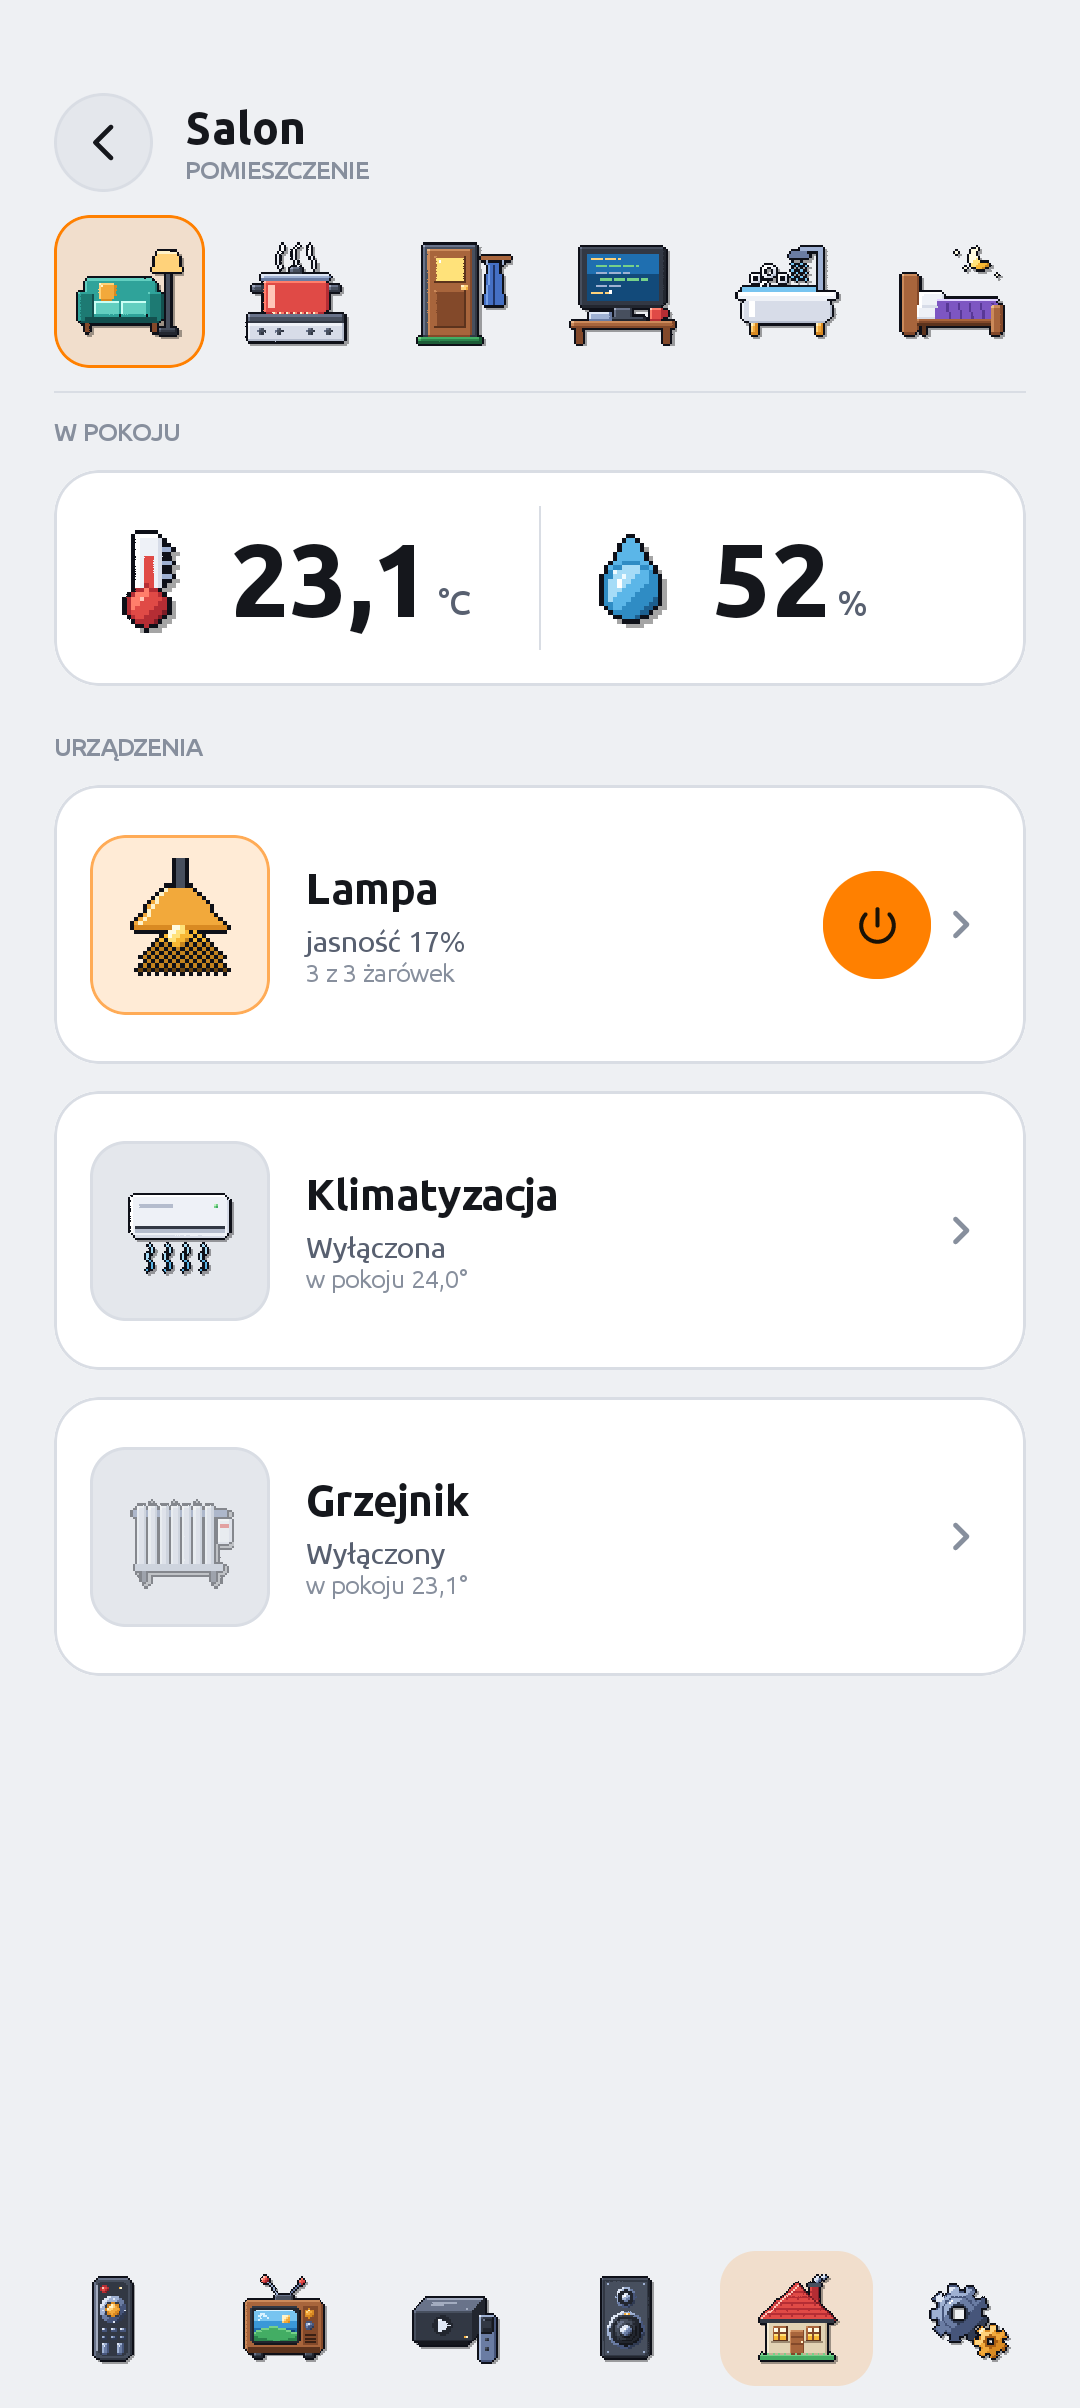 Salon
POMIESZCZENIE
W POKOJU
23,1 °C
52 %
URZĄDZENIA
Lampa
jasność 17%
3 z 3 żarówek
Klimatyzacja
Wyłączona
w pokoju 24,0°
Grzejnik
Wyłączony
w pokoju 23,1°